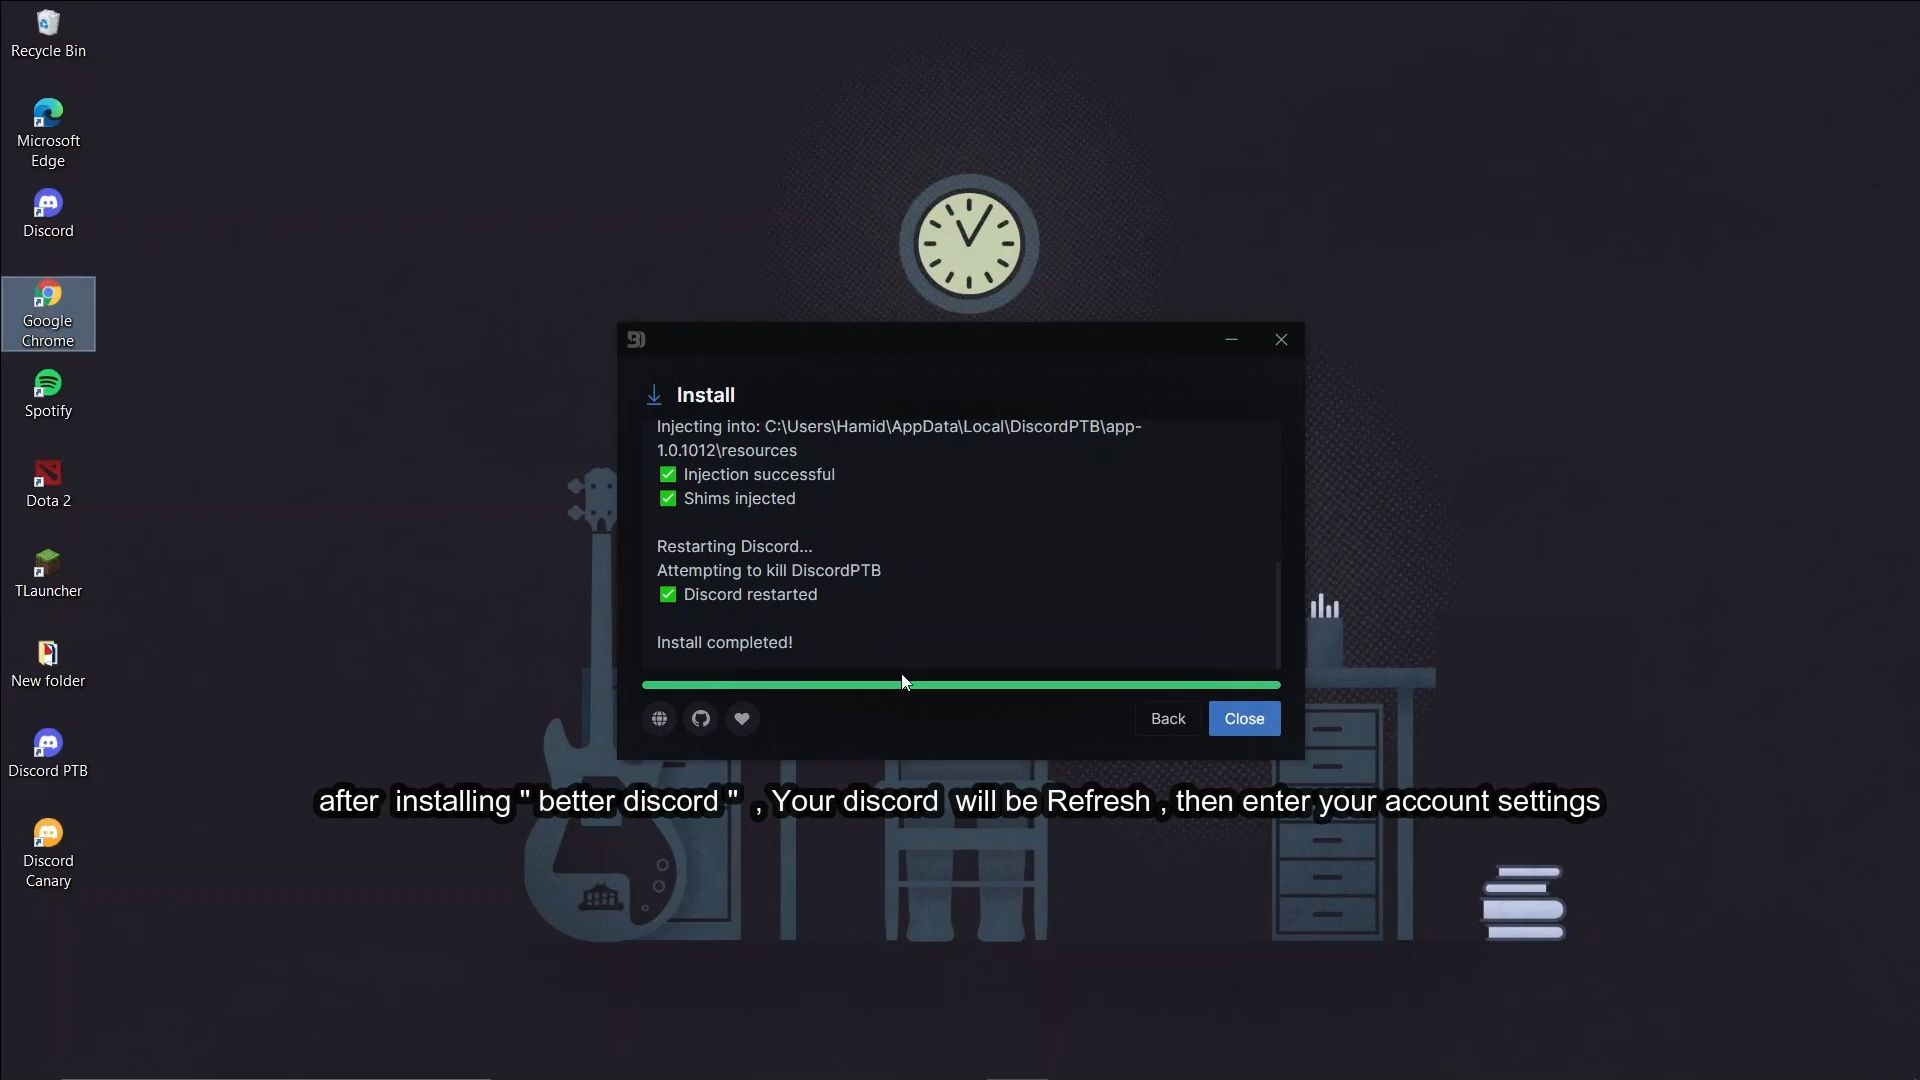 Recycle Bin
Microsoft
Edge
Discord
Google
Chrome
Spotify
Dota 2
TLauncher
New folder
Discord PTB
Discord
Canary
Install
Injecting into: C:\Users\Hamid\AppData\Local\DiscordPTB\app-
1.0.1012\resources
✅ Injection successful
✅ Shims injected
Restarting Discord...
Attempting to kill DiscordPTB
✅ Discord restarted
Install completed!
Back
Close
after installing " better discord " , Your discord will be Refresh , then enter your account settings